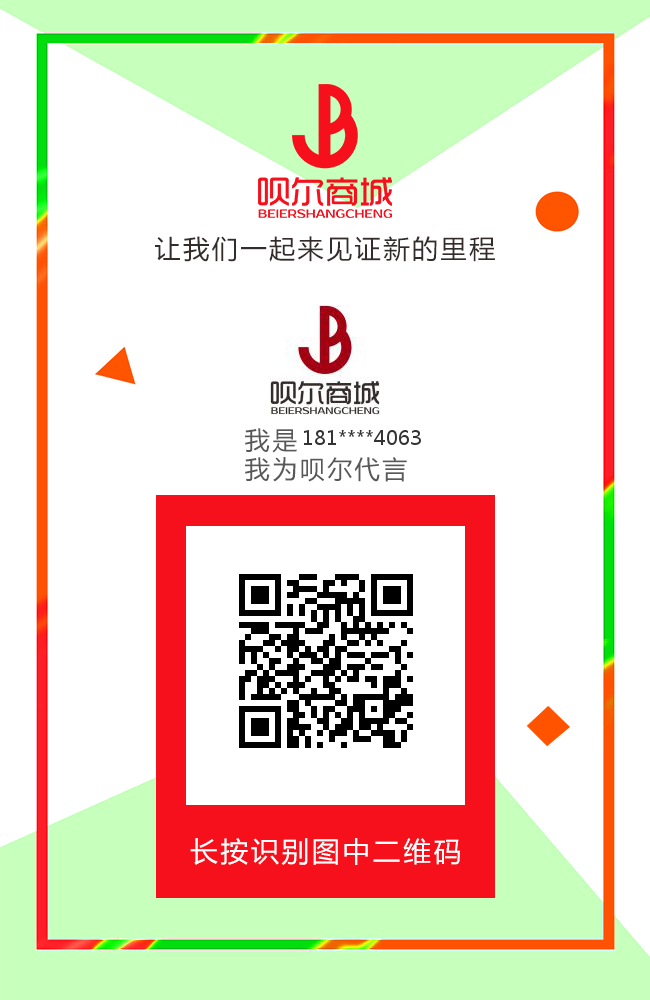 呗尔商城
BEIERSHANGCHENG
让我们一起来见证新的里程
呗尔商城
BEIERSHANGCHENG
我是 181****4063
我为呗尔代言
长按识别图中二维码